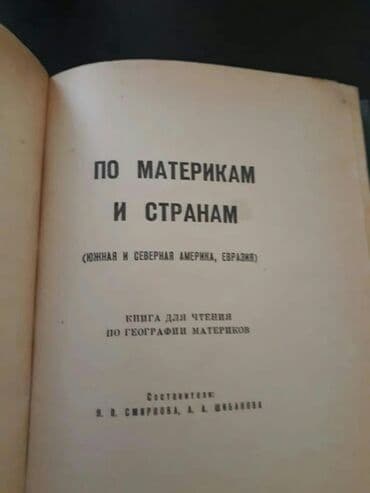 ПО МАТЕРИКАМ
И СТРАНАМ
(ЮЖНАЯ И СЕВЕРНАЯ АМЕРИКА, ЕВРАЗИЯ)
КНИГА ДЛЯ ЧТЕНИЯ
ПО ГЕОГРАФИИ МАТЕРИКОВ
Составители:
Н. П. СМИРНОВА, А. А. ШИБАНОВА